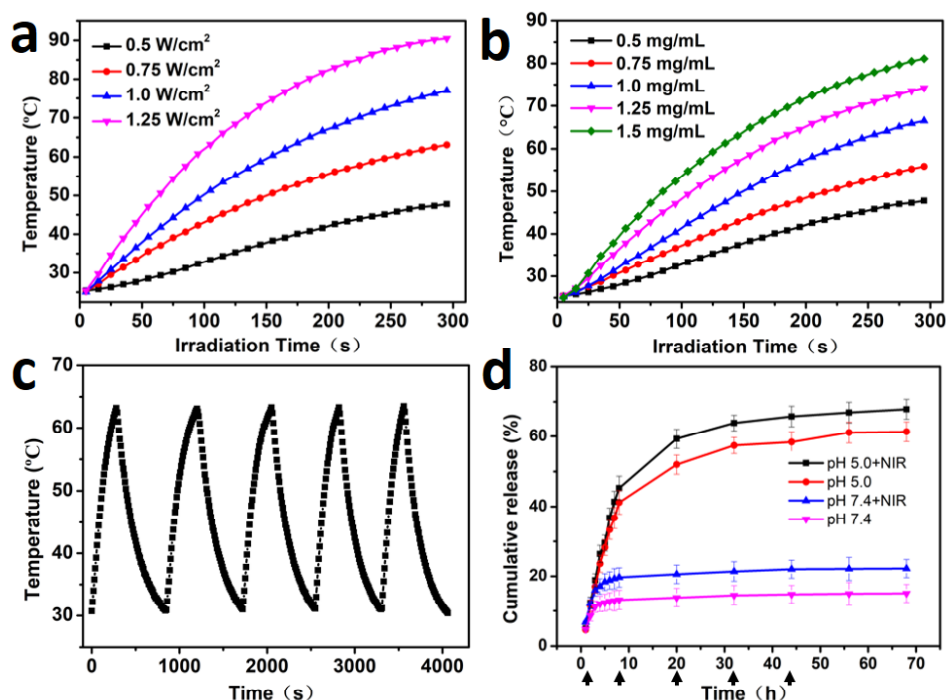 a
0.5 W/cm²
0.75 W/cm²
1.0 W/cm²
1.25 W/cm²
Temperature (℃)
90
80
70
60
50
40
30
0 50 100 150 200 250 300
Irradiation Time（s）
b
0.5 mg/mL
0.75 mg/mL
1.0 mg/mL
1.25 mg/mL
1.5 mg/mL
Temperature（℃）
90
80
70
60
50
40
30
0 50 100 150 200 250 300
Irradiation Time（s）
c
Temperature (℃)
70
60
50
40
30
0 1000 2000 3000 4000
Time（s）
d
Cumulative release (%)
80
60
40
20
0
pH 5.0+NIR
pH 5.0
pH 7.4+NIR
pH 7.4
0 10 20 30 40 50 60 70
Time（h）